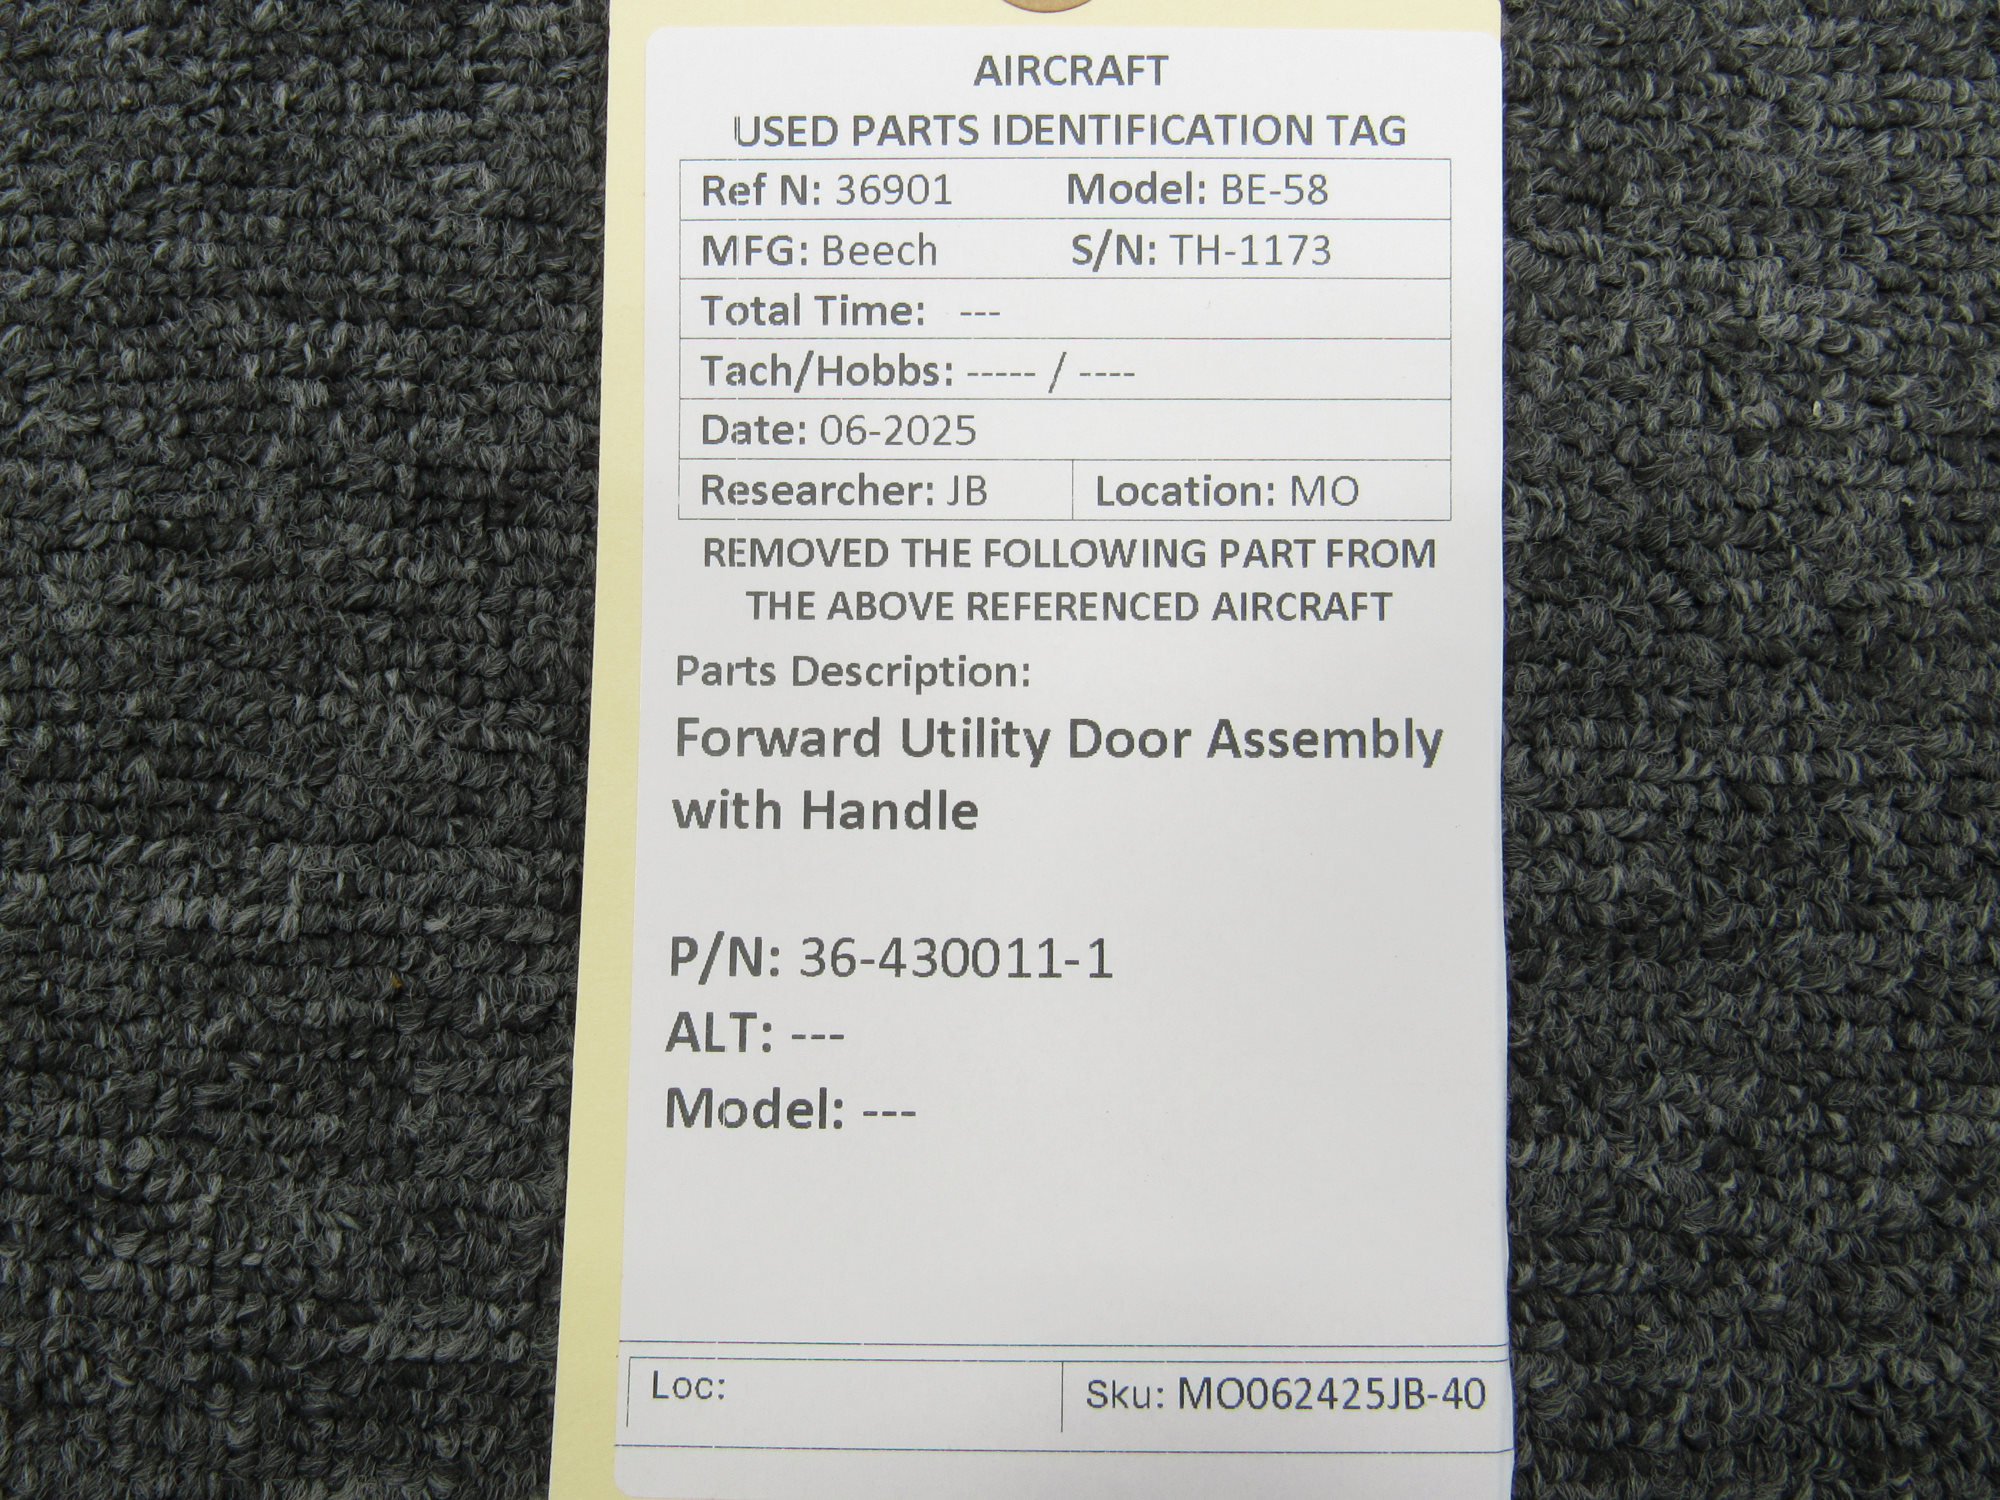 AIRCRAFT
USED PARTS IDENTIFICATION TAG
Ref N: 36901 Model: BE-58
MFG: Beech S/N: TH-1173
Total Time: ---
Tach/Hobbs: ----- / ----
Date: 06-2025
Researcher: JB Location: MO
REMOVED THE FOLLOWING PART FROM
THE ABOVE REFERENCED AIRCRAFT
Parts Description:
Forward Utility Door Assembly
with Handle
P/N: 36-430011-1
ALT: ---
Model: ---
Loc: Sku: MO062425JB-40